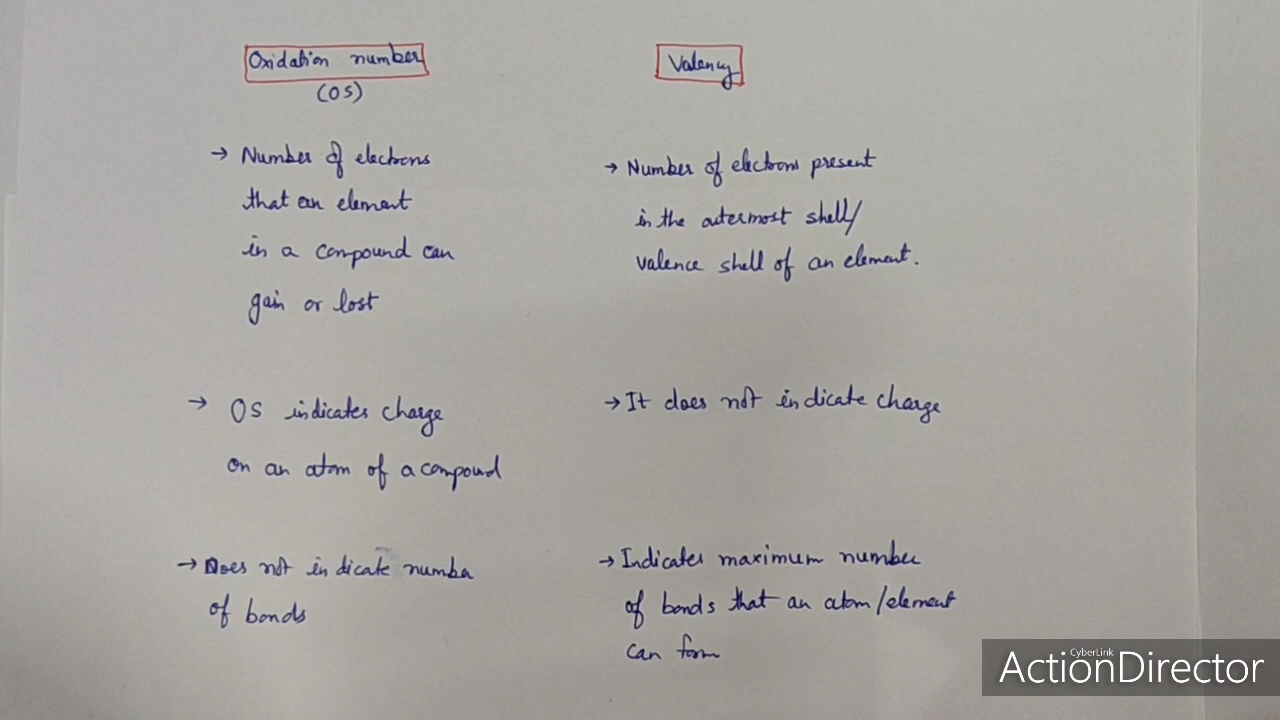 Oxidation number
(OS)
→ Number of electrons
that an element
in a compound can
gain or lost
→ OS indicates charge
on an atom of a compound
→ Does not indicate number
of bonds
Valency
→ Number of electrons present
in the outermost shell/
valence shell of an element.
→ It does not indicate charge
→ Indicates maximum number
of bonds that an atom/element
can form
CyberLink
ActionDirector